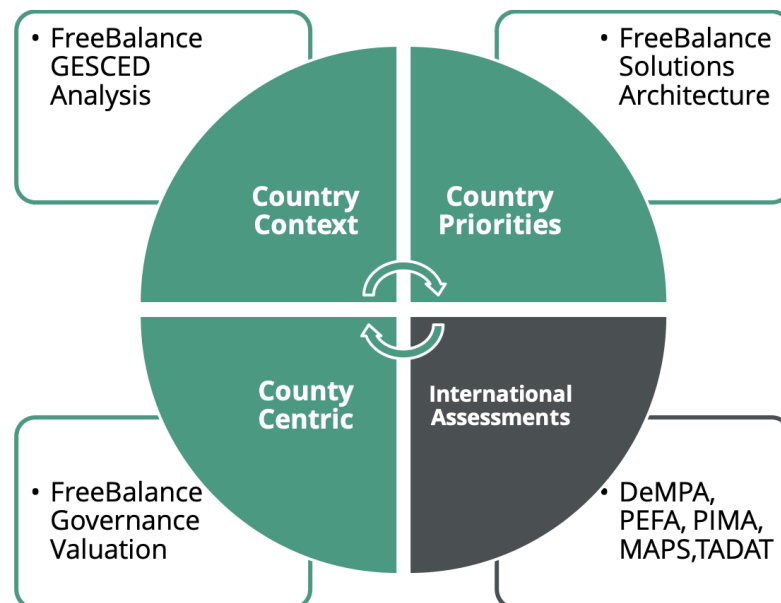 • FreeBalance
GESCED
Analysis
• FreeBalance
Solutions
Architecture
Country
Context
Country
Priorities
County
Centric
International
Assessments
• FreeBalance
Governance
Valuation
• DeMPA,
PEFA, PIMA,
MAPS,TADAT